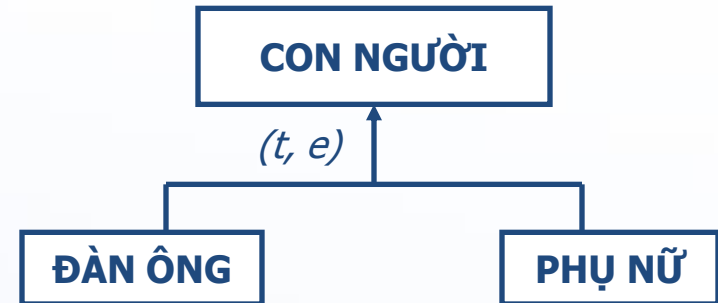 CON NGƯỜI
(t, e)
ĐÀN ÔNG
PHỤ NỮ